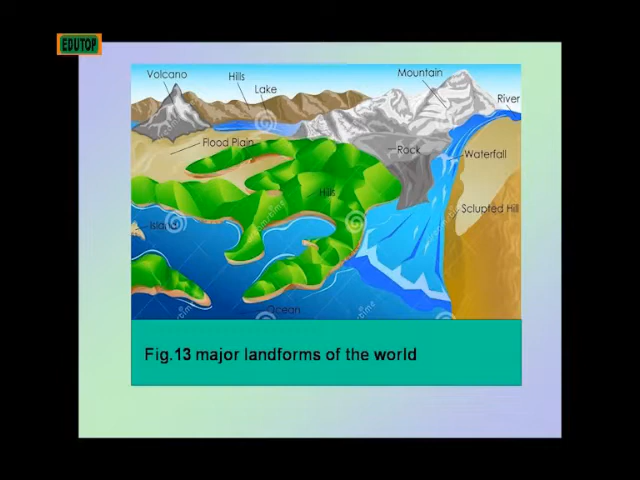 EDUTOP
Volcano
Hills
Lake
Mountain
River
Flood Plain
Rock
Waterfall
Hills
Sclupted Hill
Island
Ocean
Fig.13 major landforms of the world